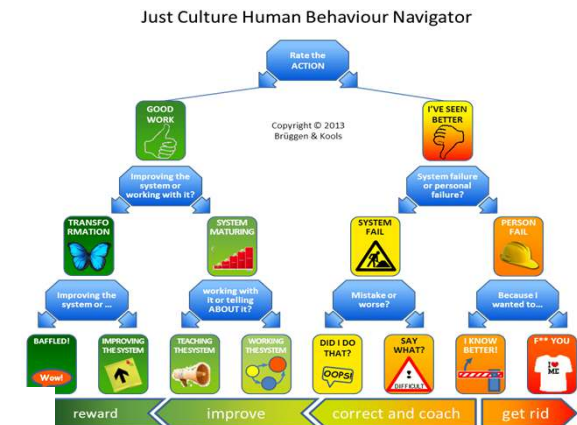 Just Culture Human Behaviour Navigator
Rate the
ACTION
GOOD
WORK
Copyright © 2013
Brüggen & Kools
I'VE SEEN
BETTER
Improving the
system or
working with it?
System failure
or personal
failure?
TRANSFO
RMATION
SYSTEM
MATURING
SYSTEM
FAIL
PERSON
FAIL
Improving the
system or ...
working with
it or telling
ABOUT it?
Mistake or
worse?
Because I
wanted to...
BAFFLED!
Wow!
IMPROVING
THE SYSTEM
TEACHING
THE SYSTEM
WORKING
THE SYSTEM
DID I DO
THAT?
OOPS!
SAY
WHAT?
DIFFICULT
I KNOW
BETTER!
F** YOU
I
ME
reward
improve
correct and coach
get rid